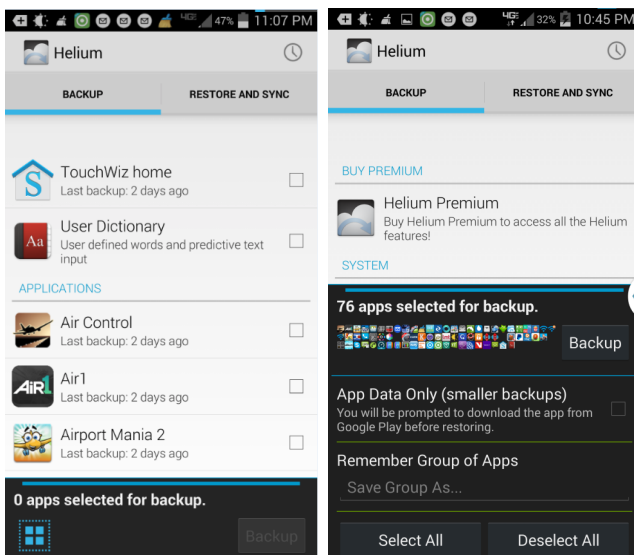 4GE 47% 11:07 PM
Helium
BACKUP RESTORE AND SYNC
TouchWiz home
Last backup: 2 days ago
Aa
User Dictionary
User defined words and predictive text
input
APPLICATIONS
Air Control
Last backup: 2 days ago
AiR1
Air1
Last backup: 2 days ago
Airport Mania 2
Last backup: 2 days ago
0 apps selected for backup.
Backup
4GE 32% 10:45 PM
Helium
BACKUP RESTORE AND SYNC
BUY PREMIUM
Helium Premium
Buy Helium Premium to access all the Helium
features!
SYSTEM
76 apps selected for backup.
Backup
App Data Only (smaller backups)
You will be prompted to download the app from
Google Play before restoring.
Remember Group of Apps
Save Group As...
Select All Deselect All